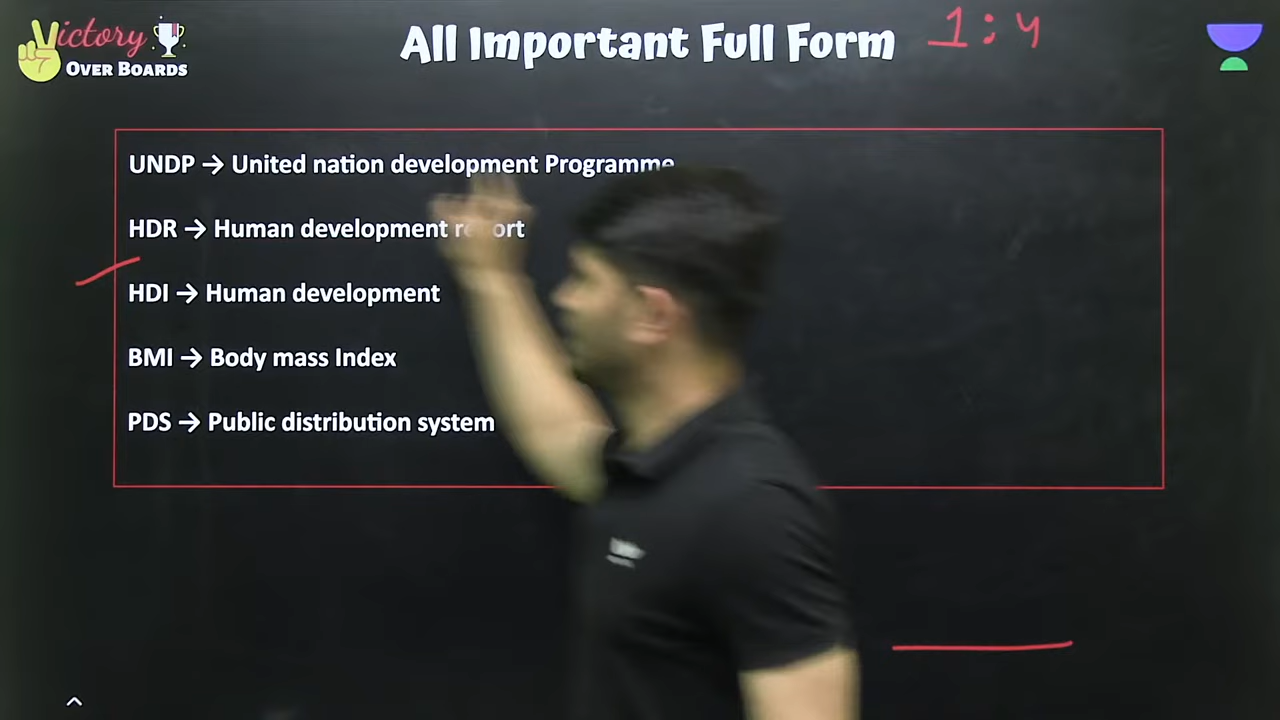 Victory
OVER BOARDS
All Important Full Form
1:4
UNDP → United nation development Programme
HDR → Human development report
HDI → Human development
BMI → Body mass Index
PDS → Public distribution system